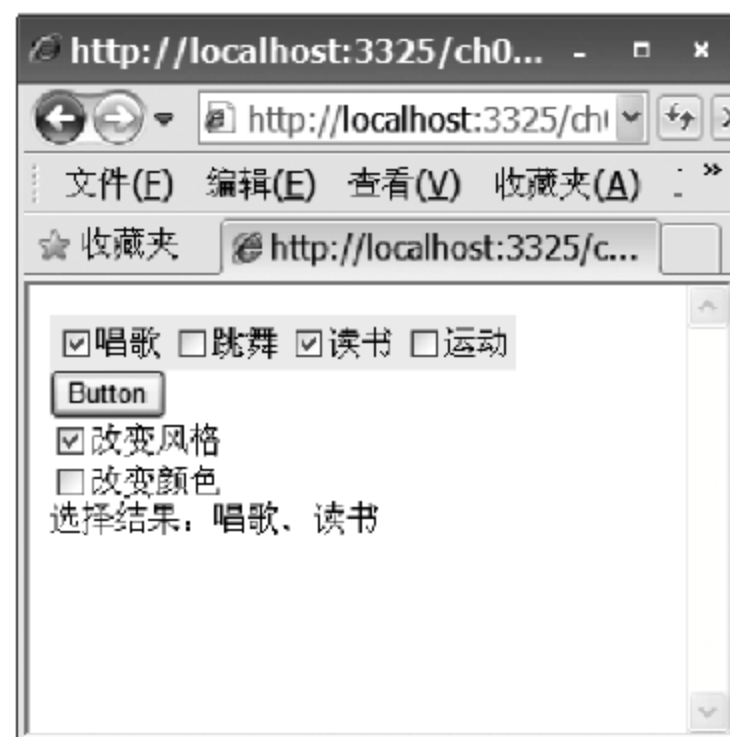 http://localhost:3325/ch0...
http://localhost:3325/ch
文件(F) 编辑(E) 查看(V) 收藏夹(A) »
收藏夹 http://localhost:3325/c...
唱歌 跳舞 读书 运动
Button
改变风格
改变颜色
选择结果：唱歌、读书